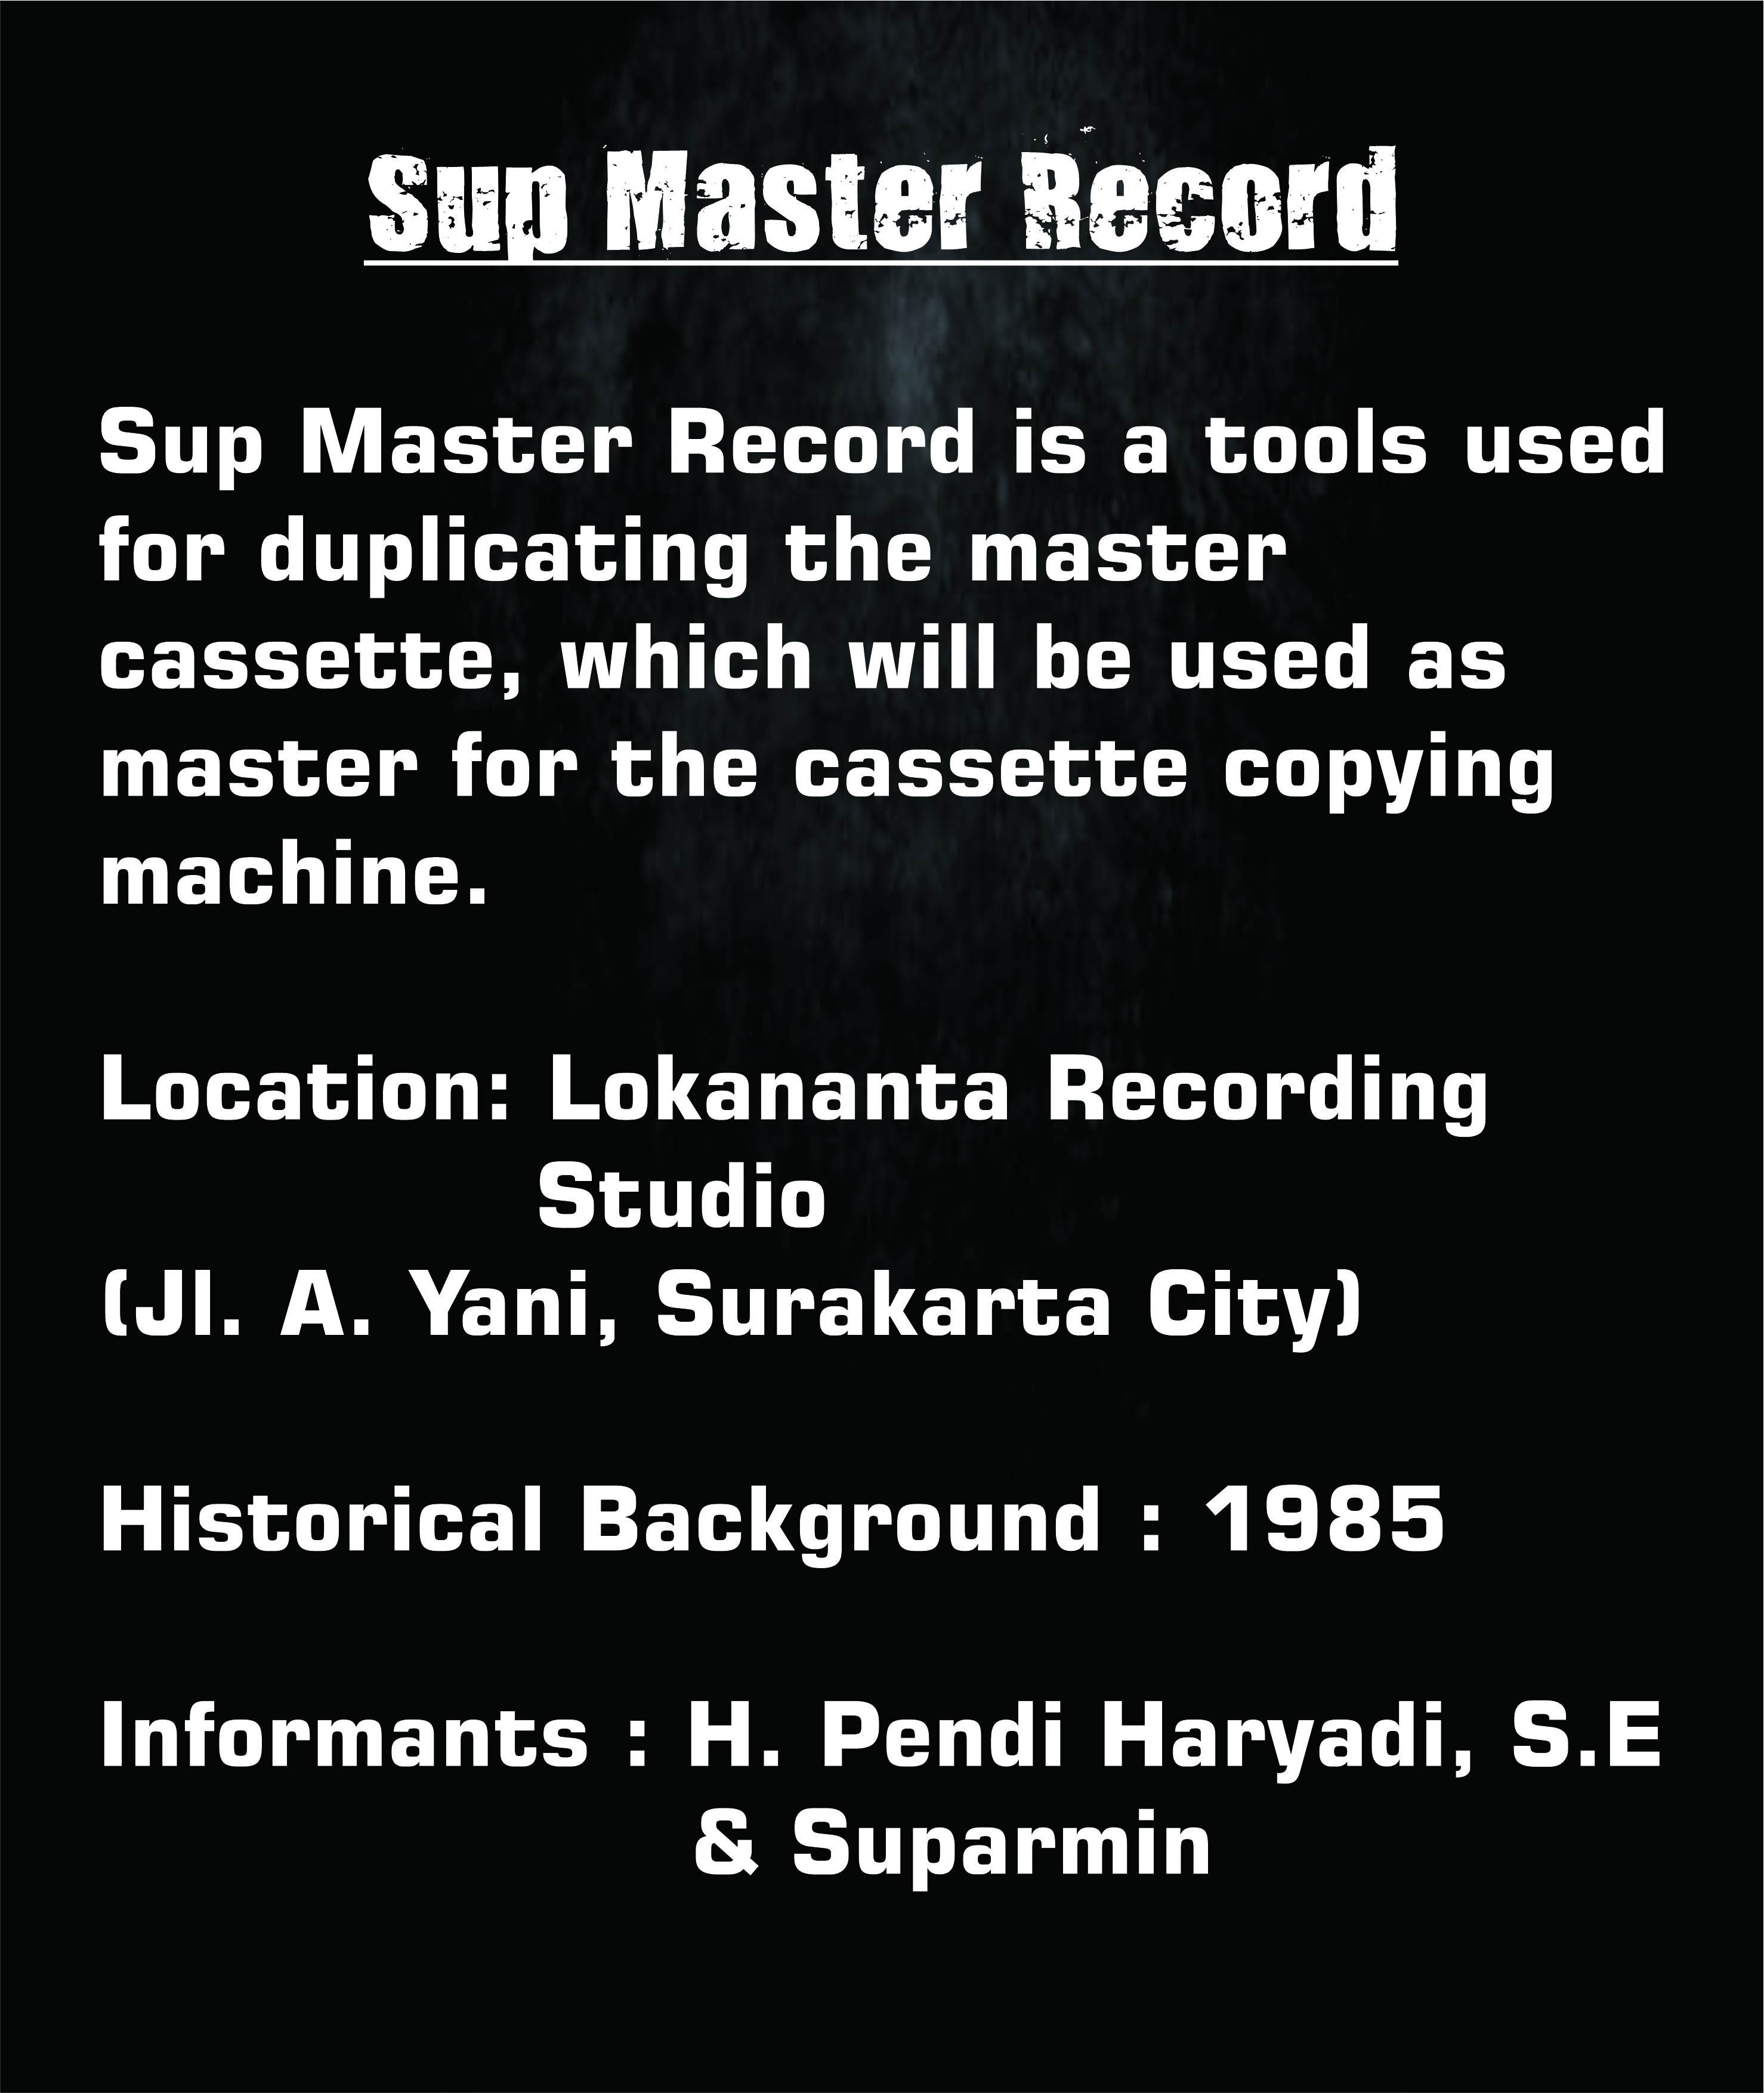 Sup Master Record
Sup Master Record is a tools used
for duplicating the master
cassette, which will be used as
master for the cassette copying
machine.
Location: Lokananta Recording
Studio
(Jl. A. Yani, Surakarta City)
Historical Background : 1985
Informants : H. Pendi Haryadi, S.E
& Suparmin